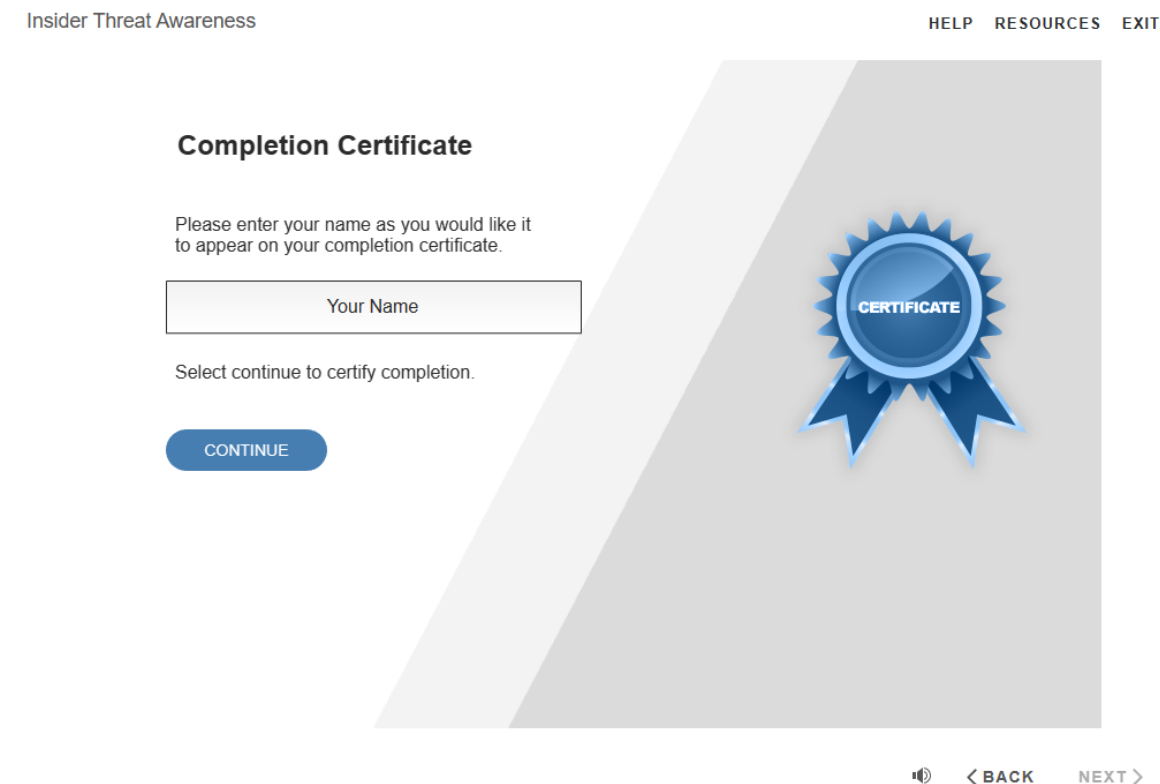 Insider Threat Awareness
HELP RESOURCES EXIT
Completion Certificate
Please enter your name as you would like it
to appear on your completion certificate.
Your Name
Select continue to certify completion.
CONTINUE
CERTIFICATE
BACK NEXT